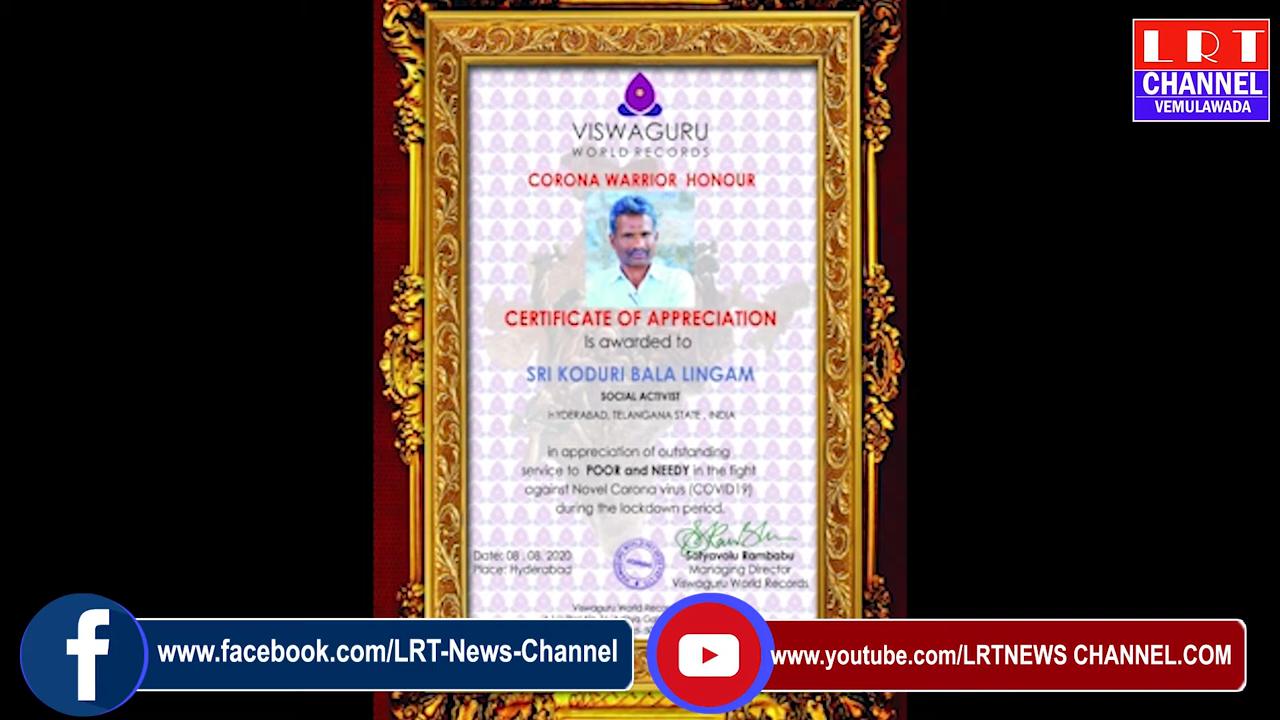 LRT
CHANNEL
VEMULAWADA
VISWAGURU
WORLD RECORDS
CORONA WARRIOR HONOUR
CERTIFICATE OF APPRECIATION
Is awarded to
SRI KODURI BALA LINGAM
SOCIAL ACTIVIST
HYDERABAD, TELANGANA STATE , INDIA
in appreciation of outstanding
service to POOR and NEEDY in the fight
against Novel Corona virus (COVID19)
during the lockdown period.
Date: 08 . 08. 2020
Place: Hyderabad
Satyavolu Rambabu
Managing Director
Viswaguru World Records
Viswaguru World
www.facebook.com/LRT-News-Channel
www.youtube.com/LRTNEWS CHANNEL.COM